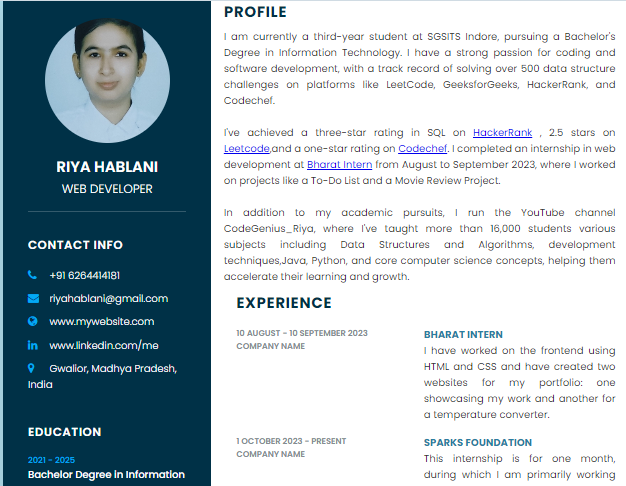 RIYA HABLANI
WEB DEVELOPER
CONTACT INFO
+91 6264414181
riyahablani@gmail.com
www.mywebsite.com
www.linkedin.com/me
Gwalior, Madhya Pradesh,
India
EDUCATION
2021 - 2025
Bachelor Degree in Information
PROFILE
I am currently a third-year student at SGSITS Indore, pursuing a Bachelor's
Degree in Information Technology. I have a strong passion for coding and
software development, with a track record of solving over 500 data structure
challenges on platforms like LeetCode, GeeksforGeeks, HackerRank, and
Codechef.
I've achieved a three-star rating in SQL on HackerRank , 2.5 stars on
Leetcode,and a one-star rating on Codechef. I completed an internship in web
development at Bharat Intern from August to September 2023, where I worked
on projects like a To-Do List and a Movie Review Project.
In addition to my academic pursuits, I run the YouTube channel
CodeGenius_Riya, where I've taught more than 16,000 students various
subjects including Data Structures and Algorithms, development
techniques,Java, Python, and core computer science concepts, helping them
accelerate their learning and growth.
EXPERIENCE
10 AUGUST - 10 SEPTEMBER 2023
COMPANY NAME
BHARAT INTERN
I have worked on the frontend using
HTML and CSS and have created two
websites for my portfolio: one
showcasing my work and another for
a temperature converter.
1 OCTOBER 2023 - PRESENT
COMPANY NAME
SPARKS FOUNDATION
This internship is for one month,
during which I am primarily working